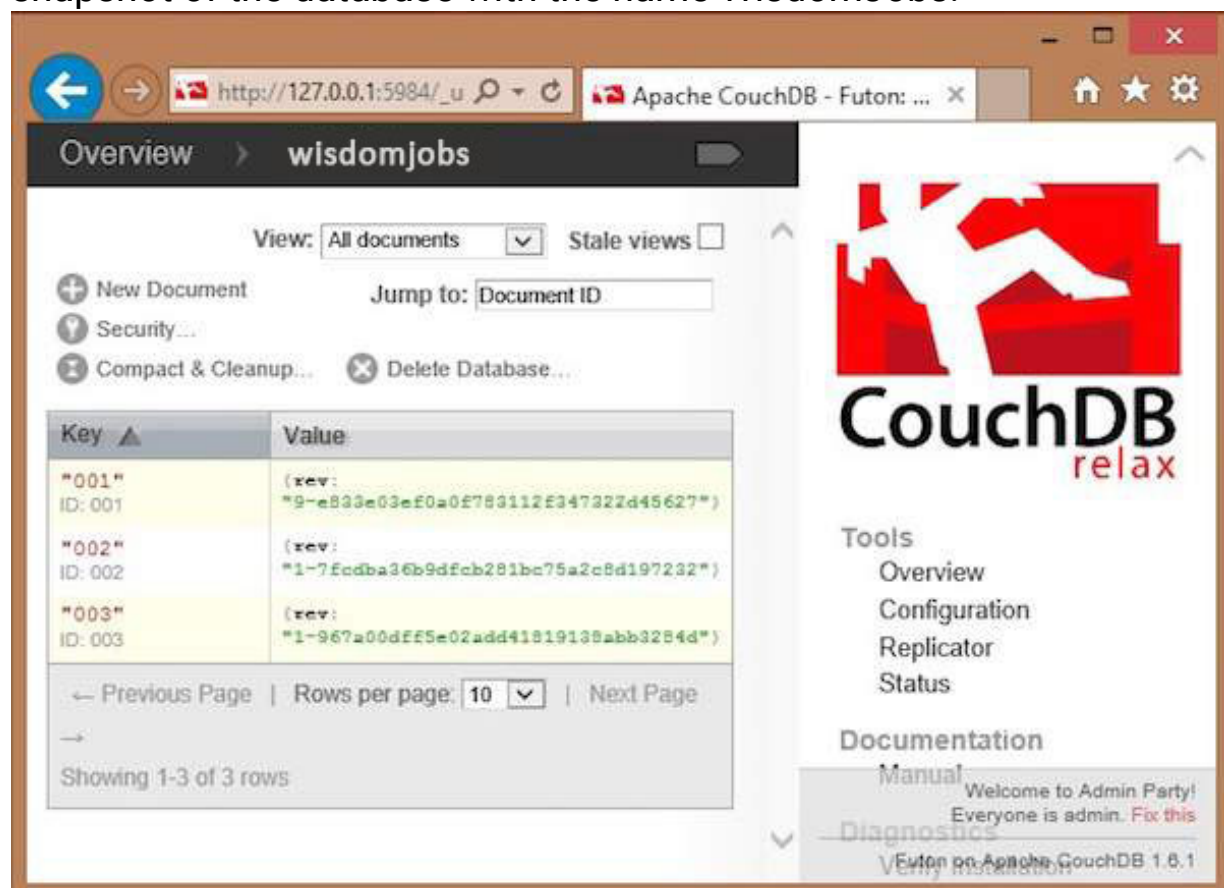 http://127.0.0.1:5984/_u
Apache CouchDB - Futon: ...
Overview
wisdomjobs
View: All documents
Stale views
New Document
Jump to: Document ID
Security...
Compact & Cleanup...
Delete Database...
Key
Value
"001"
ID: 001
{rev:
"9-e833e03ef0a0f783112f347322d45627"}
"002"
ID: 002
{rev:
"1-7fcdba36b9dfcb281bc75a2c8d197232"}
"003"
ID: 003
{rev:
"1-967a00dff5e02add41819138abb3284d"}
← Previous Page | Rows per page: 10 | Next Page
→
Showing 1-3 of 3 rows
CouchDB
relax
Tools
Overview
Configuration
Replicator
Status
Documentation
Manual
Welcome to Admin Party!
Everyone is admin. Fix this
Diagnostics
Verify Installation
Futon on Apache CouchDB 1.6.1